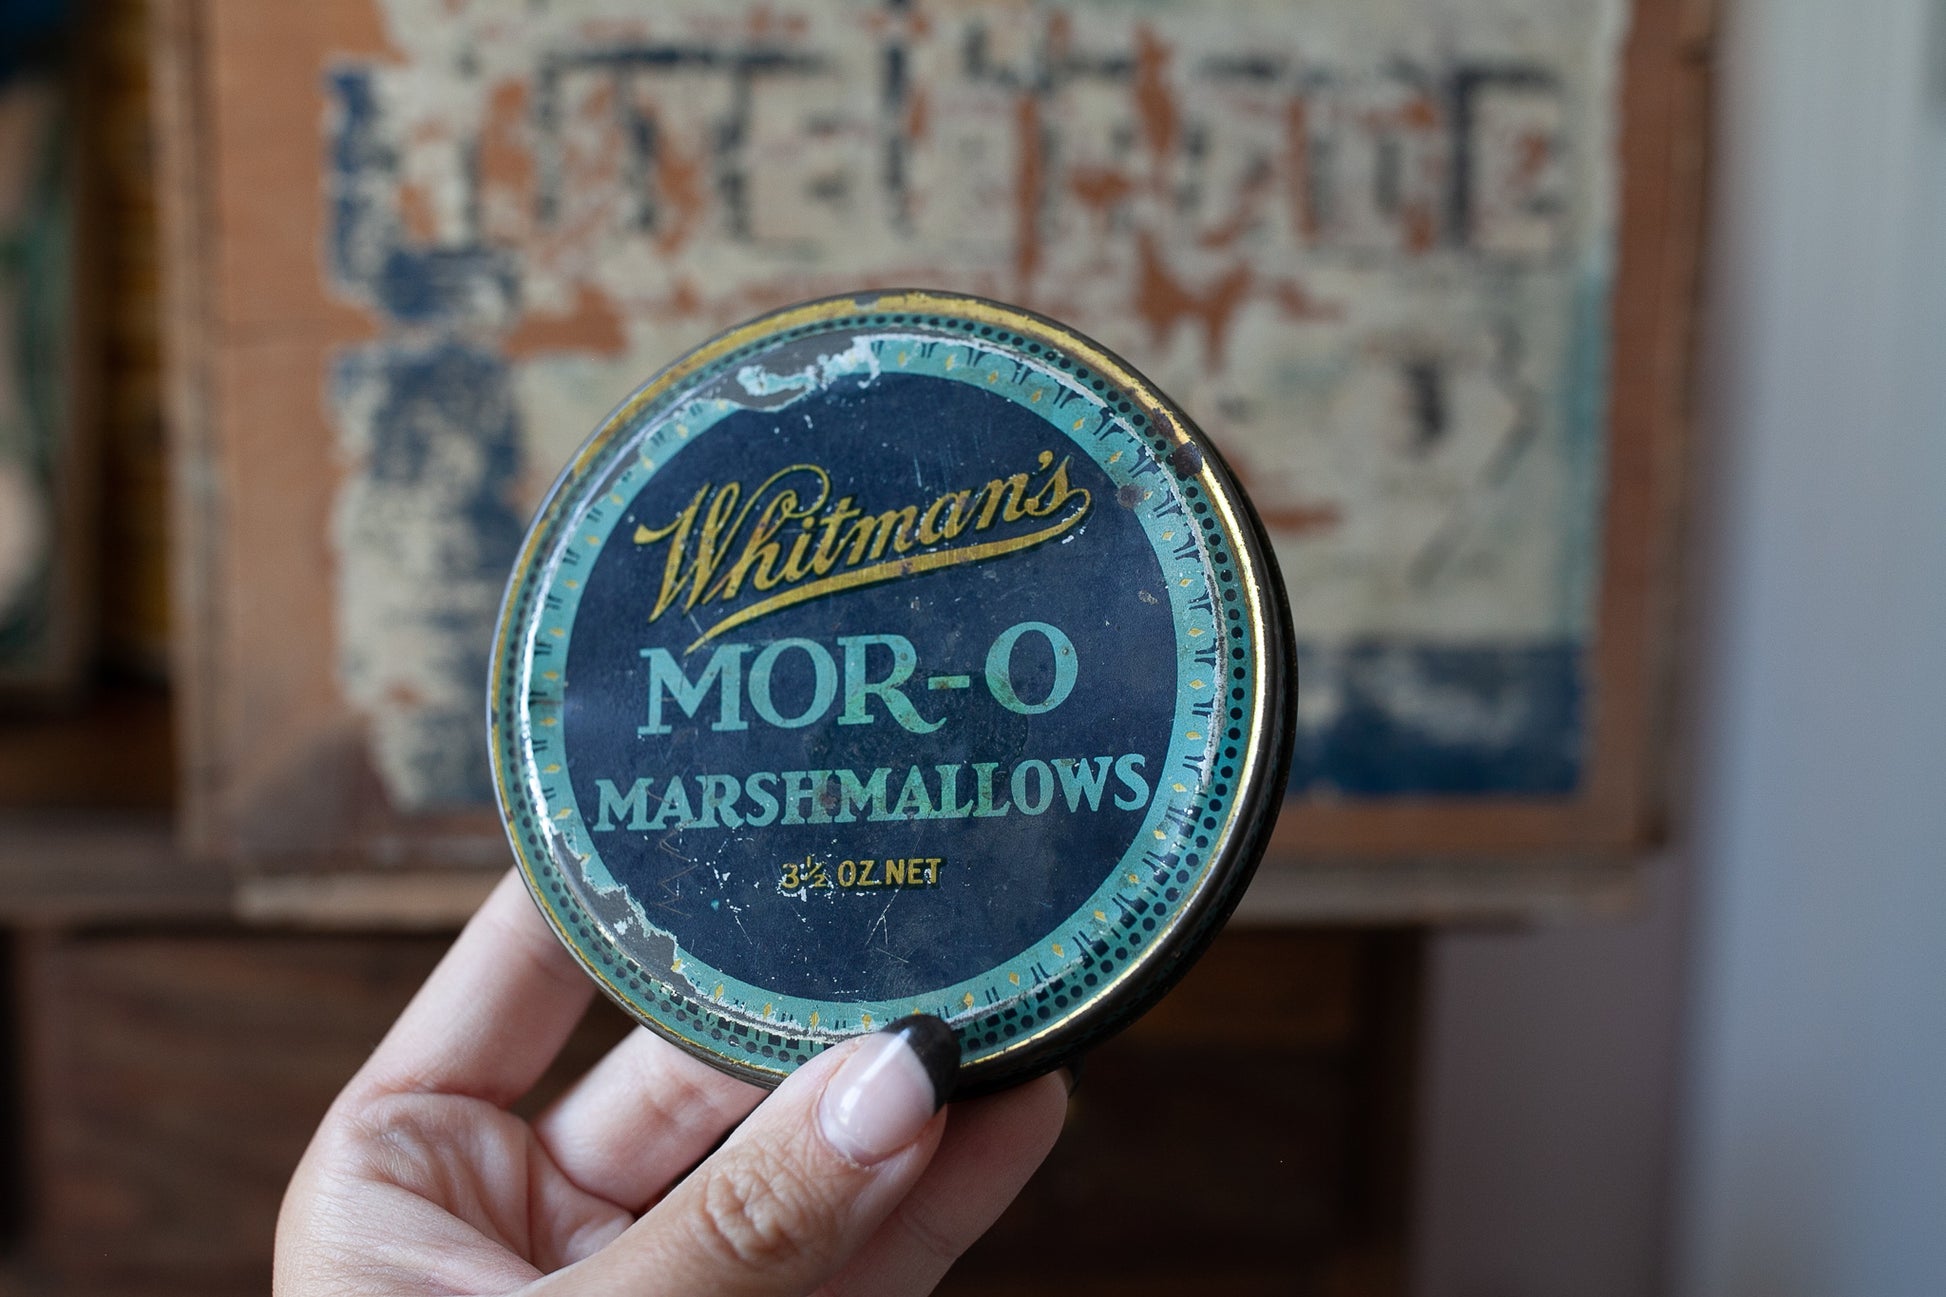 Whitman's
MOR-O
MARSHMALLOWS
3½ OZ. NET